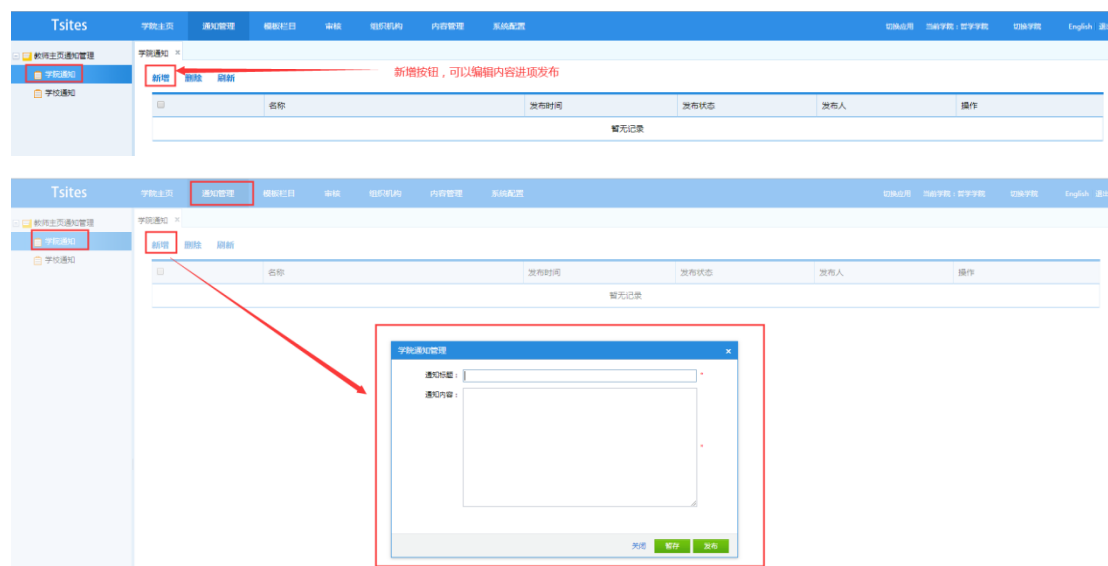 Tsites 学院主页 通知管理 模板栏目 审核 组织机构 内容管理 系统配置 切换应用 当前学院：哲学学院 切换学院 English 退出
教师主页通知管理 学院通知 ×
学院通知 新增 删除 刷新 新增按钮，可以编辑内容进项发布
学校通知
名称 发布时间 发布状态 发布人 操作
暂无记录
Tsites 学院主页 通知管理 模板栏目 审核 组织机构 内容管理 系统配置 切换应用 当前学院：哲学学院 切换学院 English 退出
教师主页通知管理 学院通知 ×
学院通知 新增 删除 刷新
学校通知
名称 发布时间 发布状态 发布人 操作
暂无记录
学院通知管理 ×
通知标题： *
通知内容：
*
关闭 暂存 发布